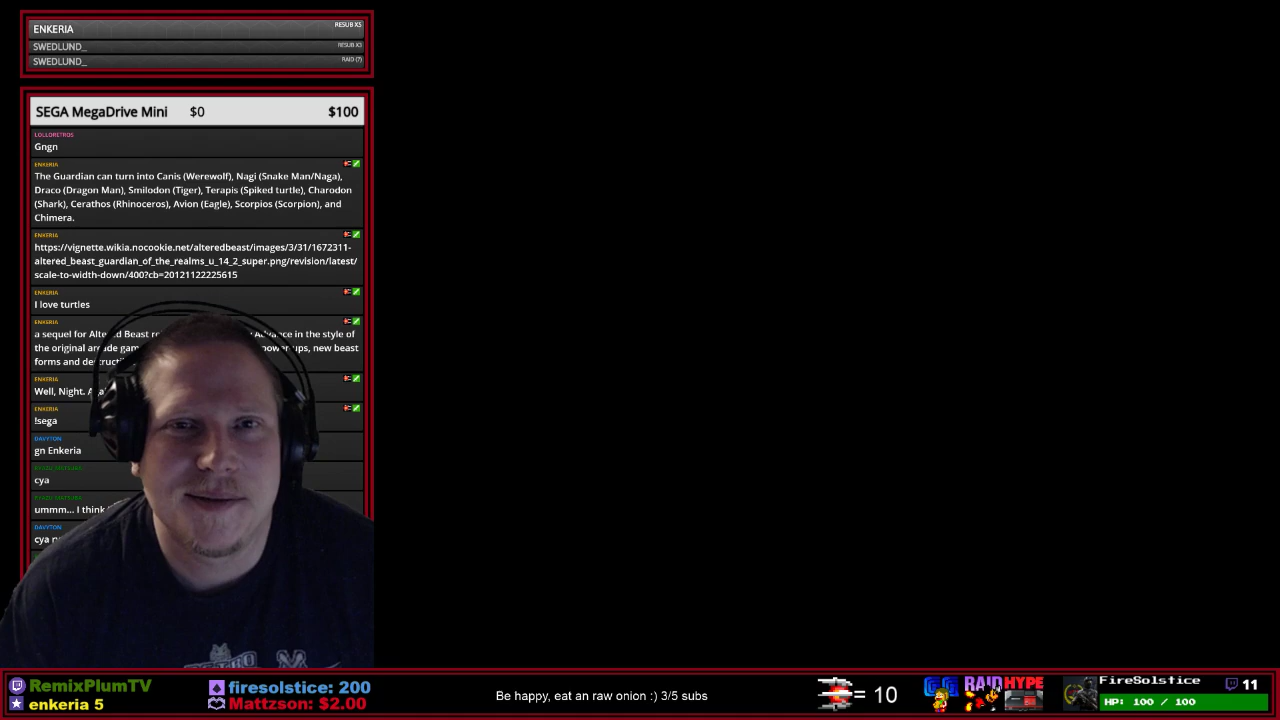 ENKERIA RESUB X5
SWEDLUND_ RESUB X3
SWEDLUND_ RAID (7)
SEGA MegaDrive Mini $0 $100
LOLLORETROS
Gngn
ENKERIA
The Guardian can turn into Canis (Werewolf), Nagi (Snake Man/Naga),
Draco (Dragon Man), Smilodon (Tiger), Terapis (Spiked turtle), Charodon
(Shark), Cerathos (Rhinoceros), Avion (Eagle), Scorpios (Scorpion), and
Chimera.
ENKERIA
https://vignette.wikia.nocookie.net/alteredbeast/images/3/31/1672311-
altered_beast_guardian_of_the_realms_u_14_2_super.png/revision/latest/
scale-to-width-down/400?cb=20121122225615
ENKERIA
I love turtles
ENKERIA
a sequel for Altered Beast Advance in the style of
the original arcade power ups, new beast
forms and
ENKERIA
Well, Night.
ENKERIA
!sega
DAVYTON
gn Enkeria
cya
ummm... I think
DAVYTON
cya
RemixPlumTV
enkeria 5
firesolstice: 200
Mattzson: $2.00
Be happy, eat an raw onion :) 3/5 subs
= 10
GG RAID HYPE
FireSolstice 11
HP: 100 / 100